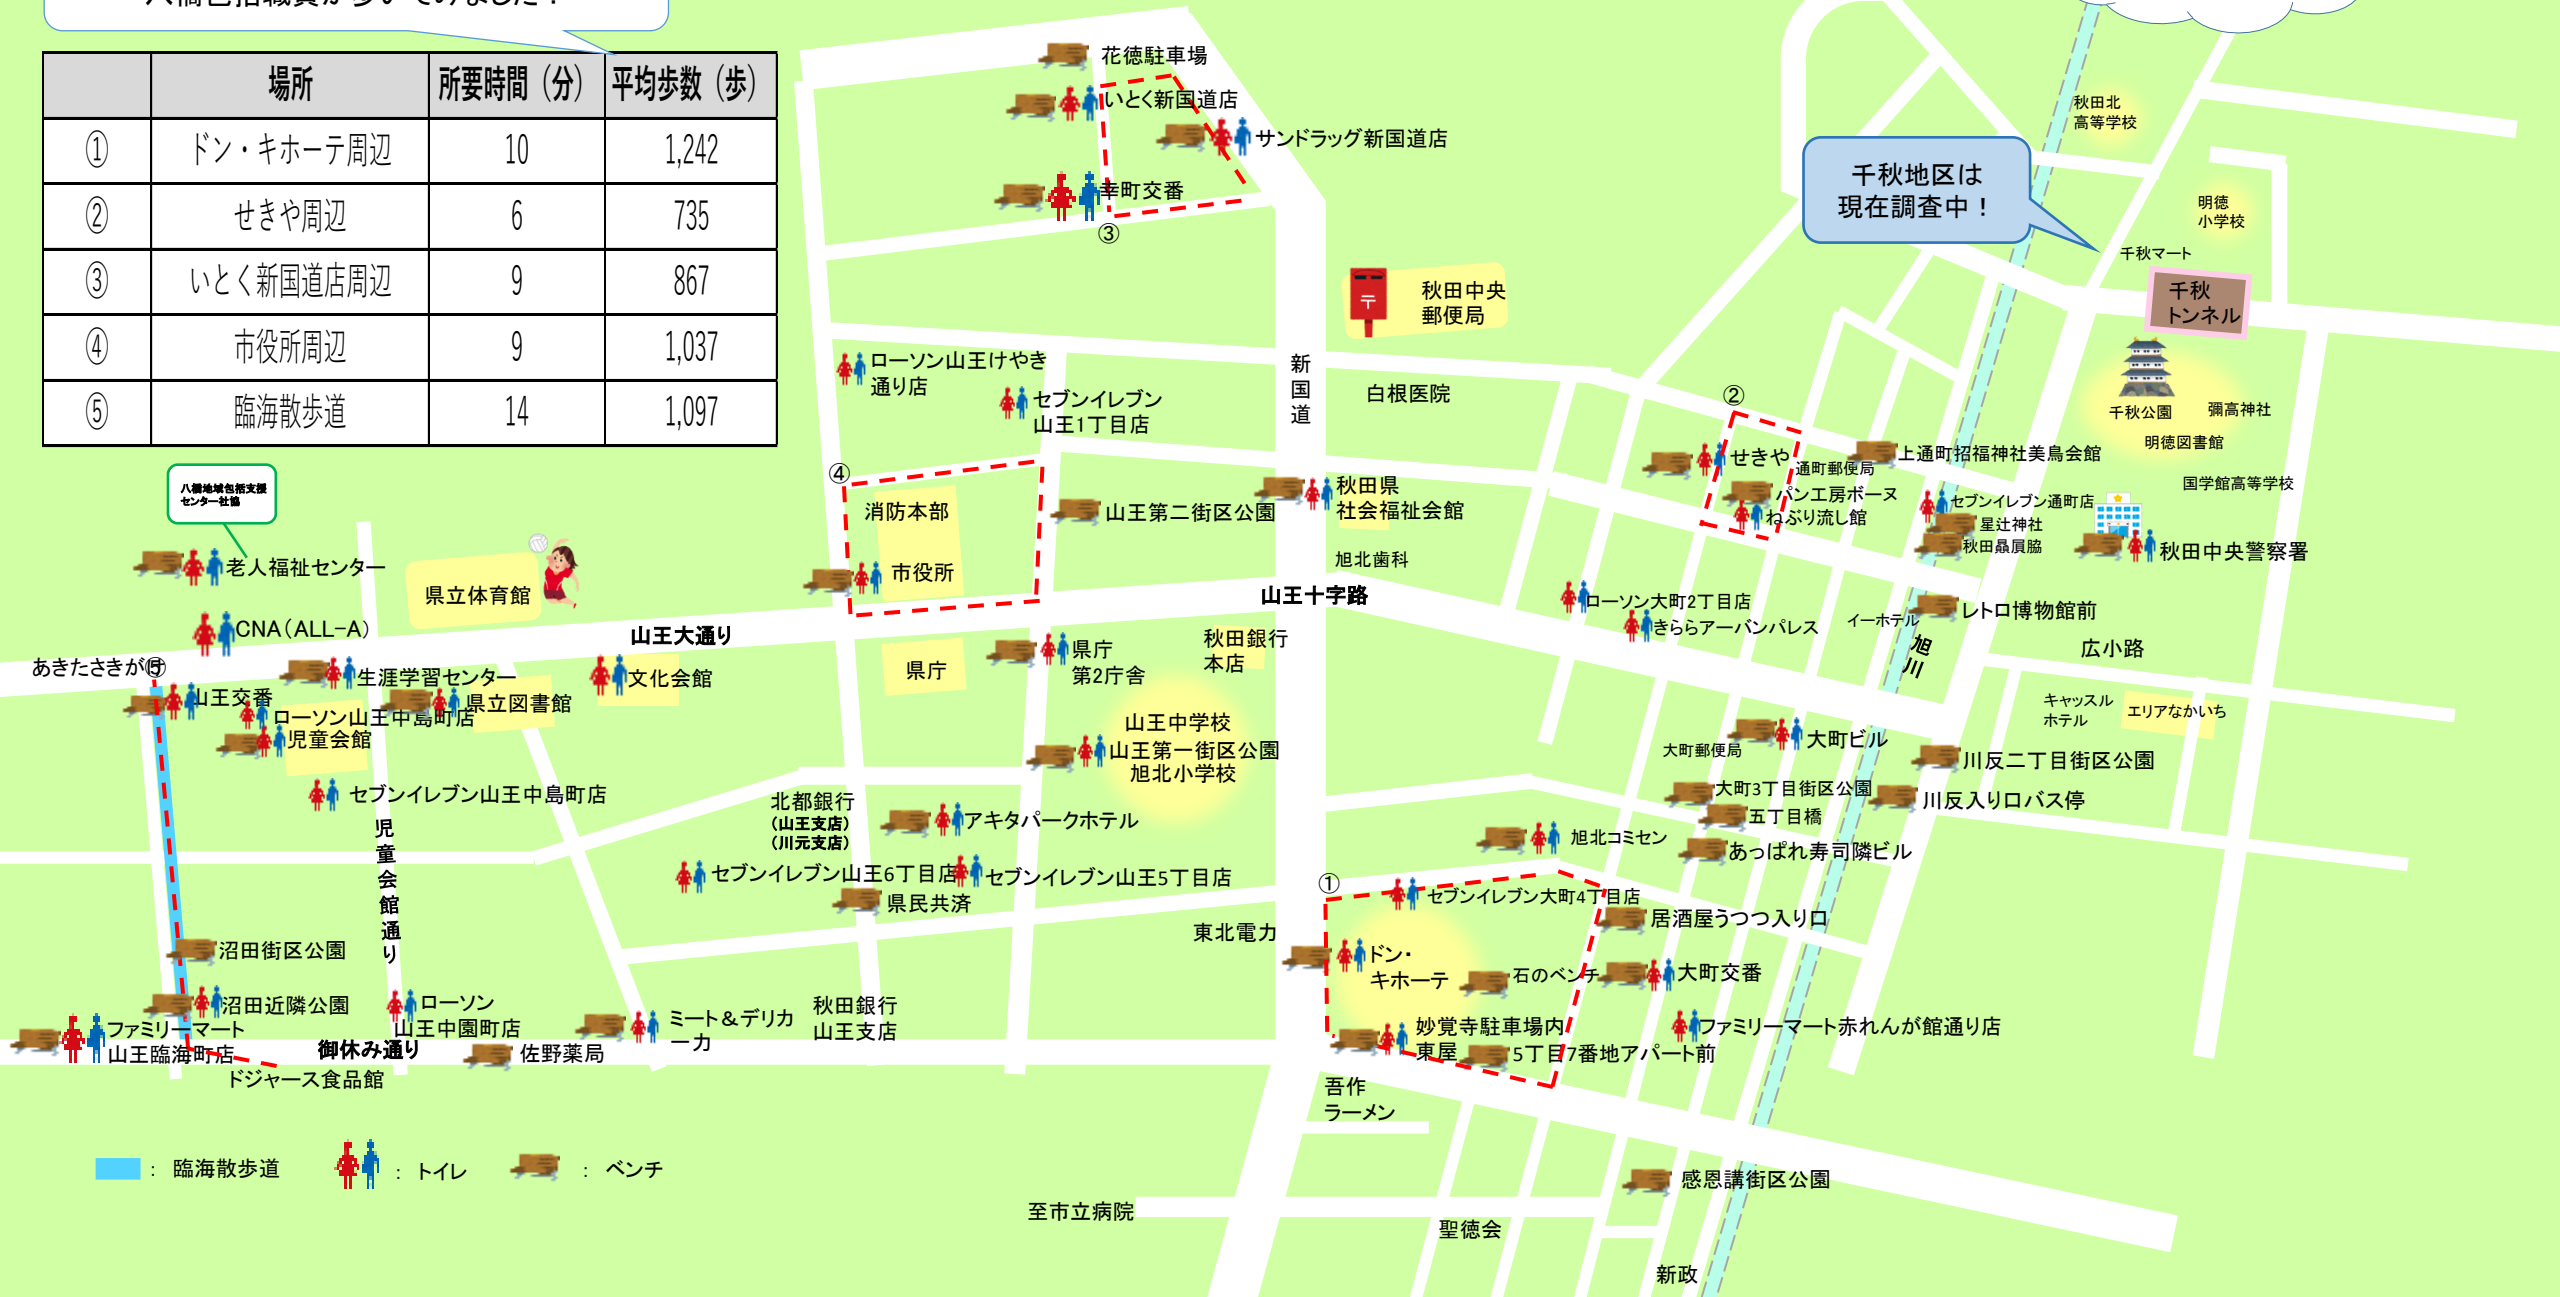 八橋包括職員が歩いてみました!
場所 所要時間(分) 平均歩数(歩)
① ドン・キホーテ周辺 10 1,242
② せきや周辺 6 735
③ いとく新国道店周辺 9 867
④ 市役所周辺 9 1,037
⑤ 臨海散歩道 14 1,097
花徳駐車場
いとく新国道店
サンドラッグ新国道店
幸町交番
③
秋田北
高等学校
千秋地区は
現在調査中!
明徳
小学校
千秋マート
千秋
トンネル
秋田中央
郵便局
新国道
白根医院
ローソン山王けやき
通り店
セブンイレブン
山王1丁目店
②
千秋公園
彌高神社
明徳図書館
国学館高等学校
せきや
通町郵便局
上通町招福神社美鳥会館
パン工房ボーヌ
ねぶり流し館
セブンイレブン通町店
星辻神社
秋田贔屓脇
秋田中央警察署
④
消防本部
市役所
山王第二街区公園
秋田県
社会福祉会館
旭北歯科
八橋地域包括支援
センター社協
老人福祉センター
県立体育館
CNA(ALL-A)
山王大通り
山王十字路
ローソン大町2丁目店
きららアーバンパレス
イーホテル
レトロ博物館前
旭川
広小路
あきたさきがけ
⑤
山王交番
生涯学習センター
県立図書館
ローソン山王中島町店
児童会館
文化会館
県庁
県庁
第2庁舎
秋田銀行
本店
山王中学校
山王第一街区公園
旭北小学校
キャッスル
ホテル
エリアなかいち
大町郵便局
大町ビル
川反二丁目街区公園
大町3丁目街区公園
川反入り口バス停
五丁目橋
あっぱれ寿司隣ビル
旭北コミセン
セブンイレブン山王中島町店
児童会館通り
北都銀行
(山王支店)
(川元支店)
アキタパークホテル
セブンイレブン山王6丁目店
セブンイレブン山王5丁目店
県民共済
東北電力
①
セブンイレブン大町4丁目店
居酒屋うつつ入り口
ドン・
キホーテ
石のベンチ
大町交番
妙覚寺駐車場内
東屋
5丁目7番地アパート前
ファミリーマート赤れんが館通り店
沼田街区公園
沼田近隣公園
ファミリーマート
山王臨海町店
ローソン
山王中園町店
御休み通り
ドジャース食品館
佐野薬局
ミート&デリカ
一力
秋田銀行
山王支店
吾作
ラーメン
: 臨海散歩道 : トイレ : ベンチ
至市立病院
聖徳会
感恩講街区公園
新政